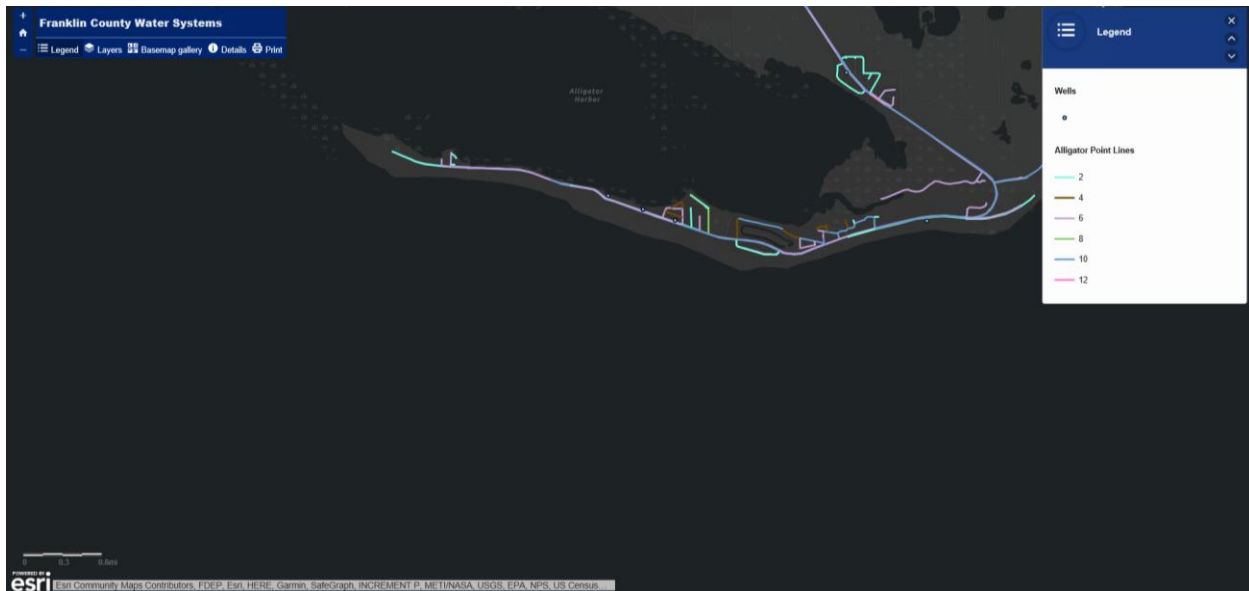 Franklin County Water Systems
Legend Layers Basemap gallery Details Print
Alligator
Harbor
Legend
Wells
Alligator Point Lines
2
4
6
8
10
12
0 0.3 0.6mi
POWERED BY
esri
Esri Community Maps Contributors, FDEP, Esri, HERE, Garmin, SafeGraph, INCREMENT P, METI/NASA, USGS, EPA, NPS, US Census...